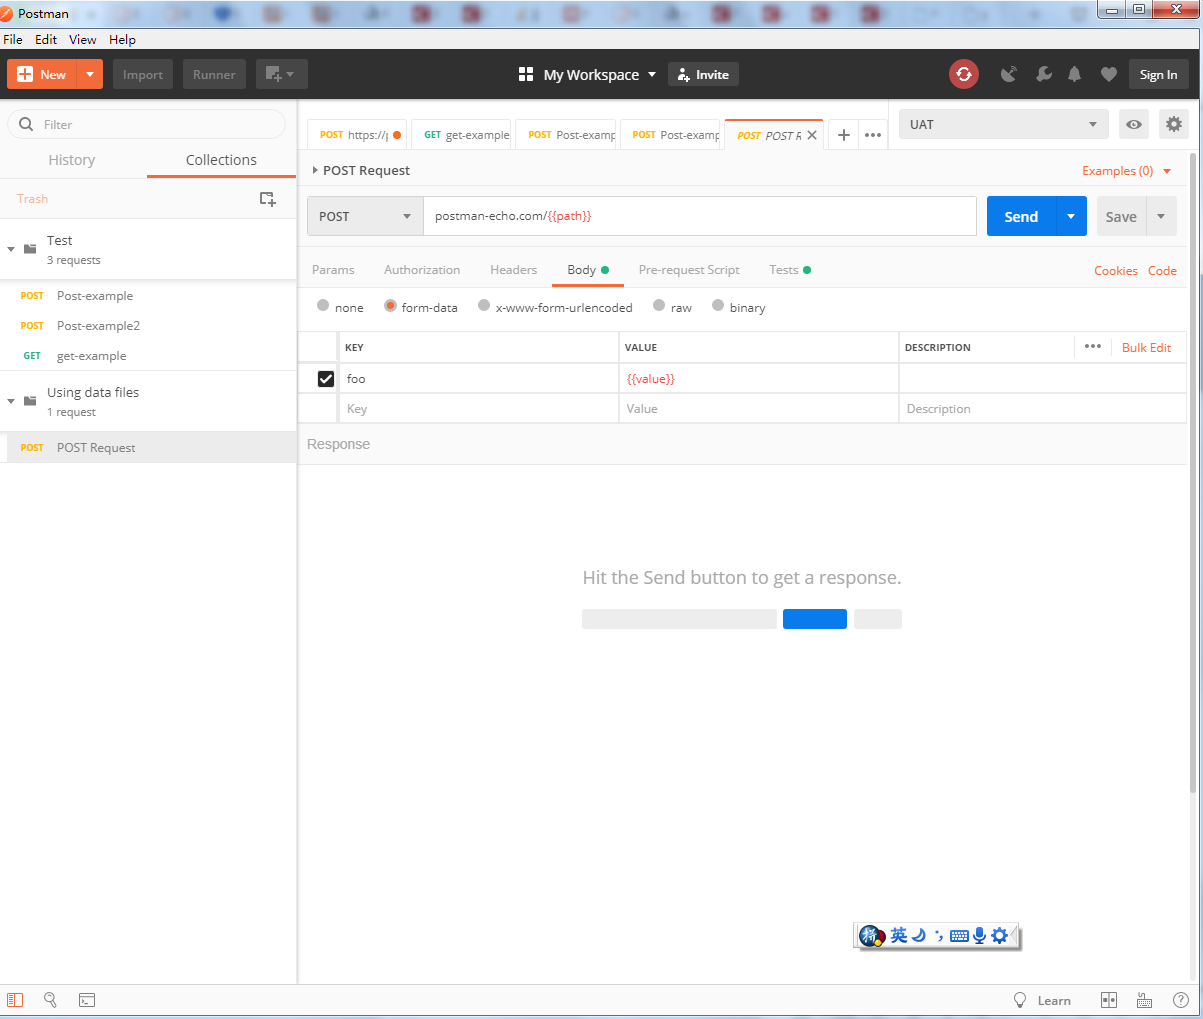 Postman
File Edit View Help
New Import Runner My Workspace Invite Sign In
Filter
History Collections
Trash
Test
3 requests
POST Post-example
POST Post-example2
GET get-example
Using data files
1 request
POST POST Request
POST https://p GET get-example POST Post-examp POST Post-examp POST POST R UAT
POST Request Examples (0)
POST postman-echo.com/{{path}} Send Save
Params Authorization Headers Body Pre-request Script Tests Cookies Code
none form-data x-www-form-urlencoded raw binary
KEY VALUE DESCRIPTION Bulk Edit
foo {{value}}
Key Value Description
Response
Hit the Send button to get a response.
英
Learn